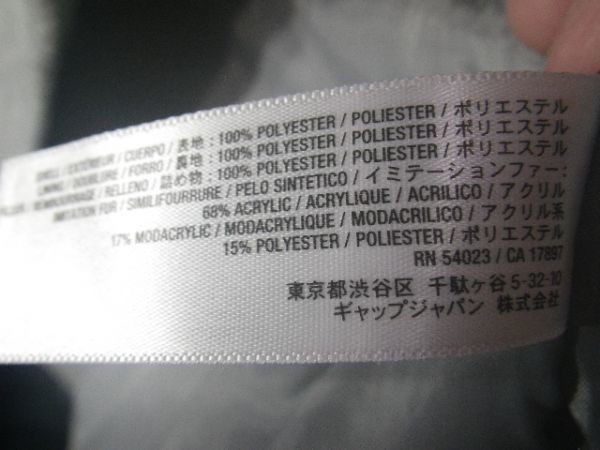 SHELL / EXTÉRIEUR / CUERPO / 表地 : 100% POLYESTER / POLIESTER / ポリエステル
LINING / DOUBLURE / FORRO / 裏地 : 100% POLYESTER / POLIESTER / ポリエステル
REMBOURRAGE / RELLENO / 詰め物 : 100% POLYESTER / POLIESTER / ポリエステル
IMITATION FUR / SIMILIFOURRURE / PELO SINTETICO / イミテーションファー :
68% ACRYLIC / ACRYLIQUE / ACRILICO / アクリル
17% MODACRYLIC / MODACRYLIQUE / MODACRILICO / アクリル系
15% POLYESTER / POLIESTER / ポリエステル
RN 54023 / CA 17897
東京都渋谷区 千駄ヶ谷 5-32-10
ギャップジャパン 株式会社